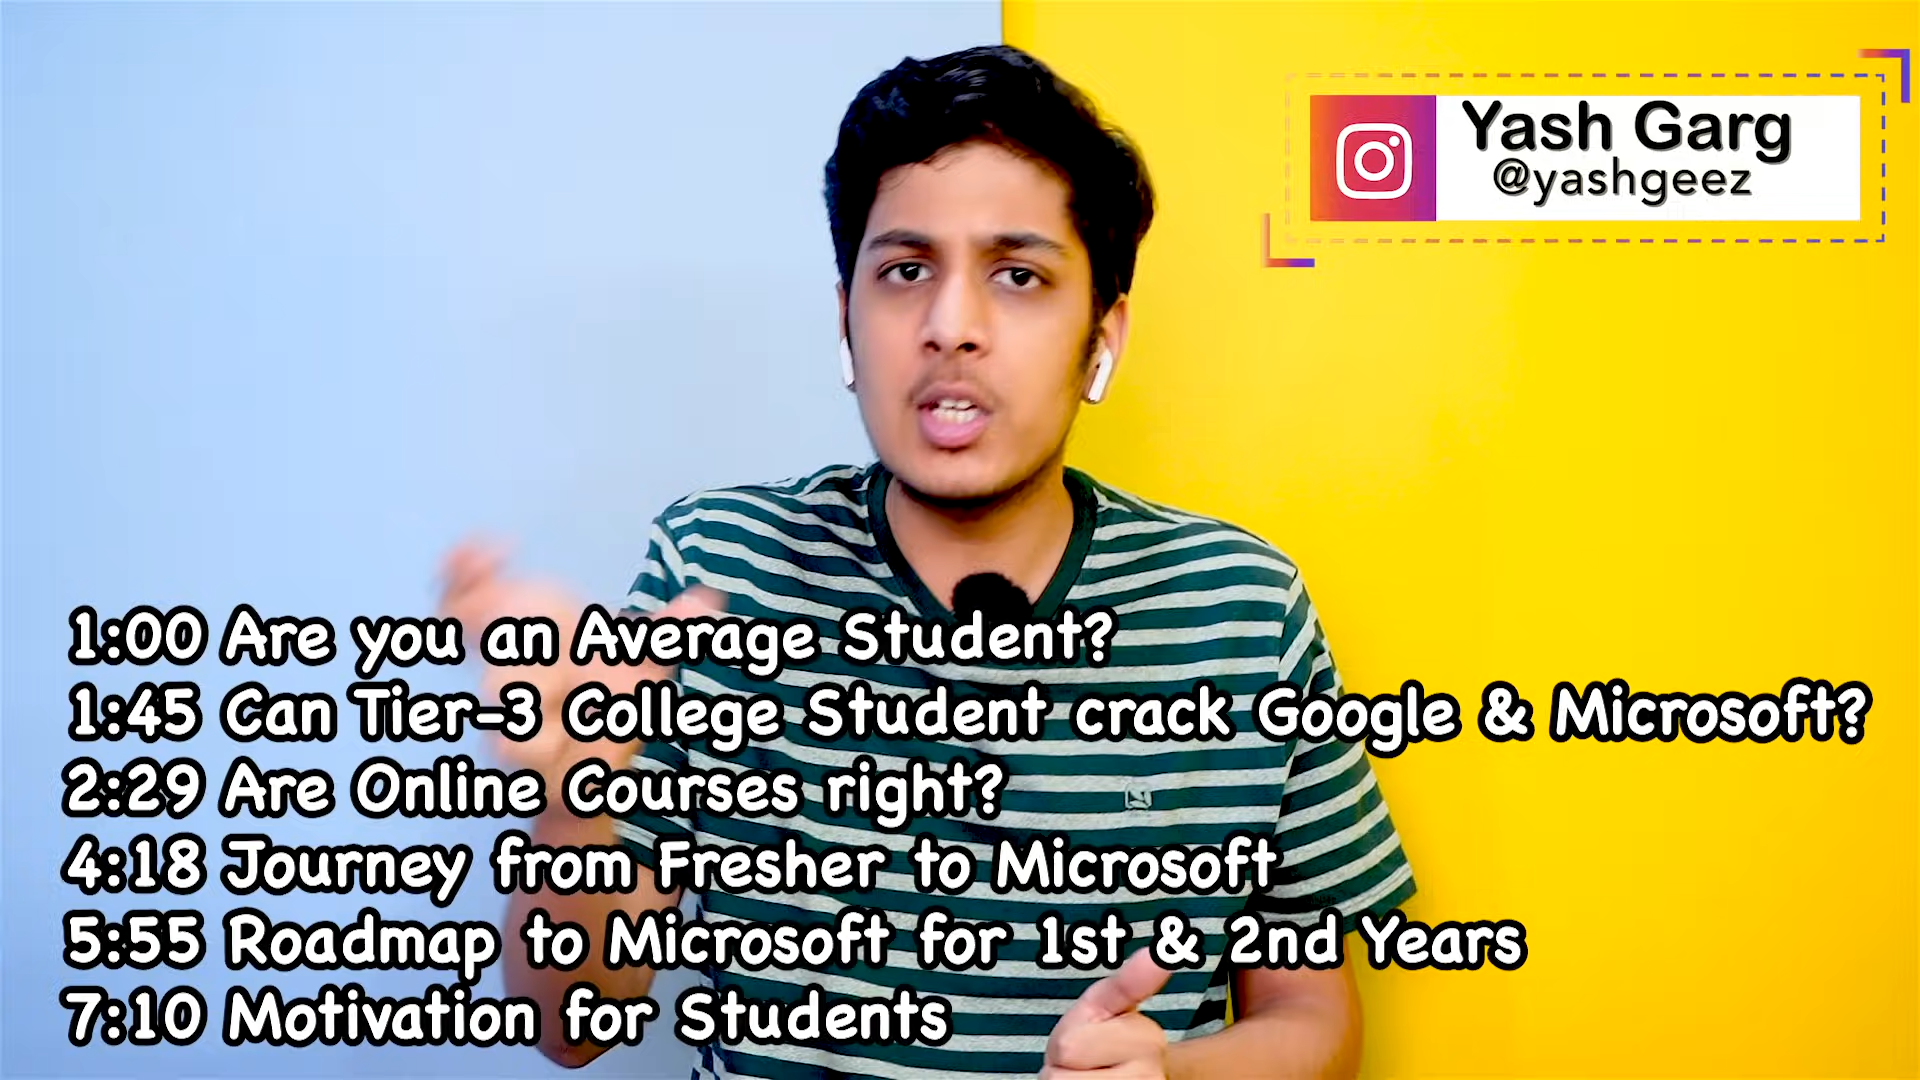 Yash Garg
@yashgeez
1:00 Are you an Average Student?
1:45 Can Tier-3 College Student crack Google & Microsoft?
2:29 Are Online Courses right?
4:18 Journey from Fresher to Microsoft
5:55 Roadmap to Microsoft for 1st & 2nd Years
7:10 Motivation for Students